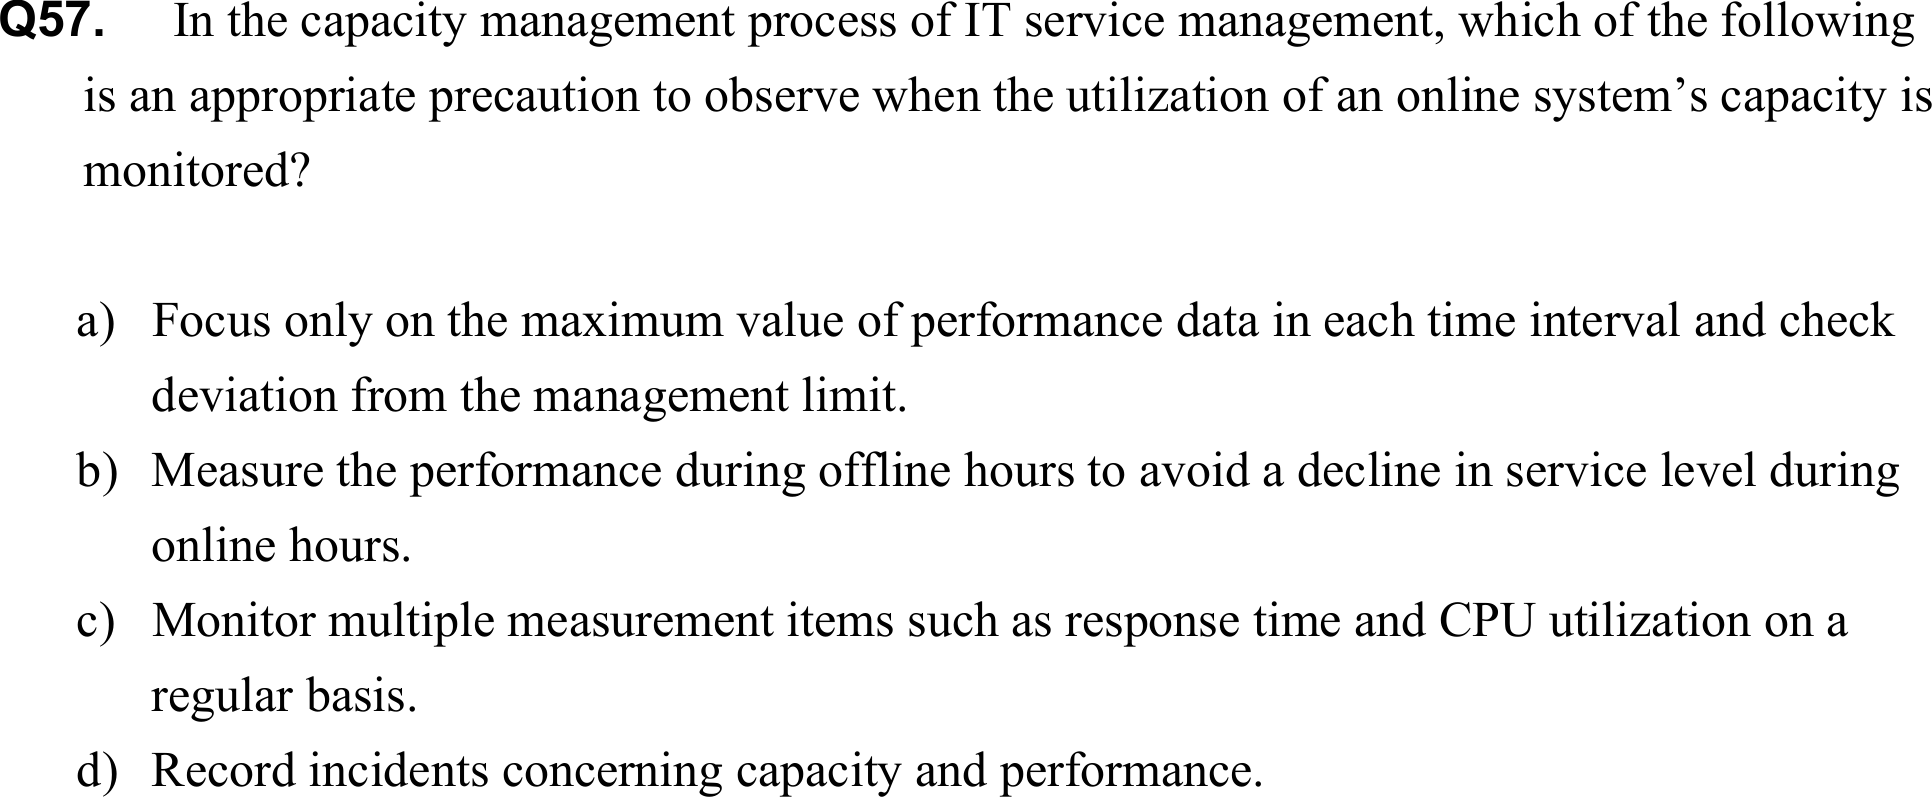 Q57. In the capacity management process of IT service management, which of the following
is an appropriate precaution to observe when the utilization of an online system’s capacity is
monitored?
a) Focus only on the maximum value of performance data in each time interval and check
deviation from the management limit.
b) Measure the performance during offline hours to avoid a decline in service level during
online hours.
c) Monitor multiple measurement items such as response time and CPU utilization on a
regular basis.
d) Record incidents concerning capacity and performance.